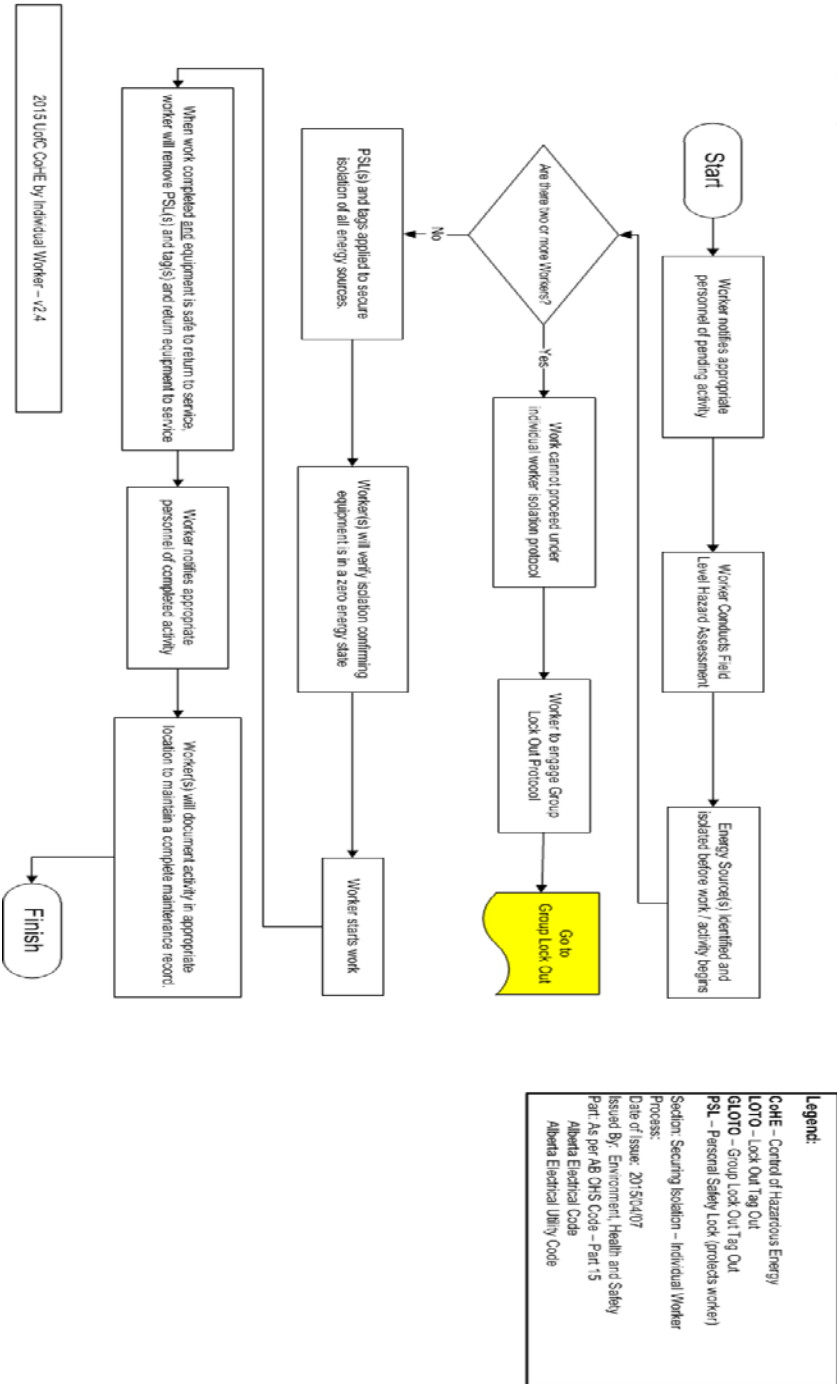 Start
Worker notifies appropriate
personnel of pending activity
Worker Conducts Field
Level Hazard Assessment
Energy Source(s) Identified and
isolated before work / activity begins
Are there two or more Workers?
Yes
Work cannot proceed under
individual worker isolation protocol
Worker to engage Group
Lock Out Protocol
Go to
Group Lock Out
No
PSL(s) and tags applied to secure
isolation of all energy sources.
Worker(s) will verify isolation confirming
equipment is in a zero energy state
Worker starts work
When work completed and equipment is safe to return to service,
worker will remove PSL(s) and tag(s) and return equipment to service
Worker notifies appropriate
personnel of completed activity
Worker(s) will document activity in appropriate
location to maintain a complete maintenance record.
Finish
2015 UofC CoHE by Individual Worker – v2.4
Legend:
CoHE – Control of Hazardous Energy
LOTO – Lock Out Tag Out
GLOTO – Group Lock Out Tag Out
PSL – Personal Safety Lock (protects worker)
Section: Securing Isolation – Individual Worker
Process:
Date of Issue: 2015/04/07
Issued By: Environment, Health and Safety
Part: As per AB OHS Code – Part 15
Alberta Electrical Code
Alberta Electrical Utility Code